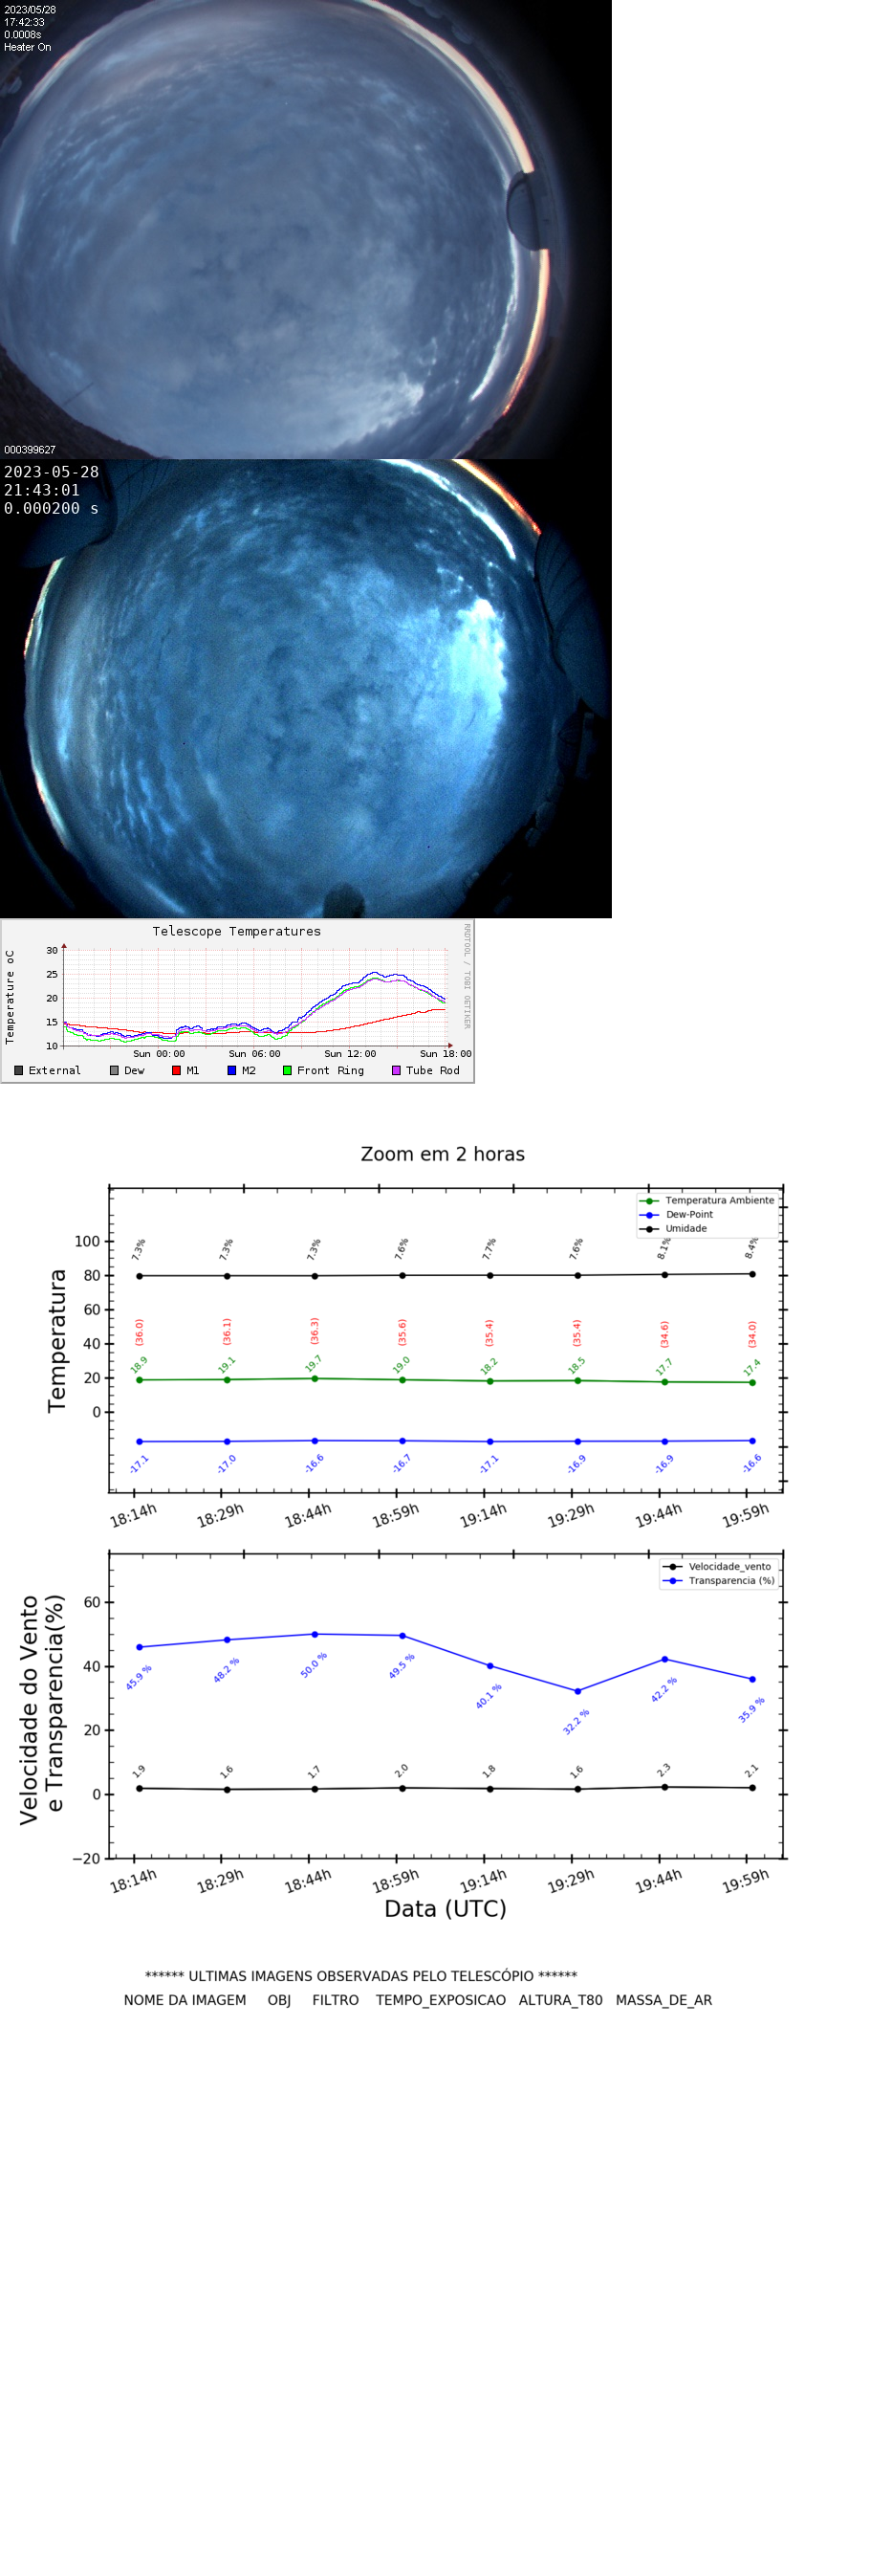 2023/05/28
17:42:33
0.0008s
Heater On
000399627
2023-05-28
21:43:01
0.000200 s
Telescope Temperatures
RRDTOOL / TOBI OETIKER
Temperature oC
30
25
20
15
10
Sun 00:00 Sun 06:00 Sun 12:00 Sun 18:00
External Dew M1 M2 Front Ring Tube Rod
Zoom em 2 horas
Temperatura Ambiente
Dew-Point
Umidade
Temperatura
100
80
60
40
20
0
7.3% 7.3% 7.3% 7.6% 7.7% 7.6% 8.1% 8.4%
(36.0) (36.1) (36.3) (35.6) (35.4) (35.4) (34.6) (34.0)
18.9 19.1 19.7 19.0 18.2 18.5 17.7 17.4
-17.1 -17.0 -16.6 -16.7 -17.1 -16.9 -16.9 -16.6
18:14h 18:29h 18:44h 18:59h 19:14h 19:29h 19:44h 19:59h
Velocidade_vento
Transparencia (%)
Velocidade do Vento
e Transparencia(%)
60
40
20
0
−20
45.9 % 48.2 % 50.0 % 49.5 % 40.1 % 32.2 % 42.2 % 35.9 %
1.9 1.6 1.7 2.0 1.8 1.6 2.3 2.1
18:14h 18:29h 18:44h 18:59h 19:14h 19:29h 19:44h 19:59h
Data (UTC)
****** ULTIMAS IMAGENS OBSERVADAS PELO TELESCÓPIO ******
NOME DA IMAGEM OBJ FILTRO TEMPO_EXPOSICAO ALTURA_T80 MASSA_DE_AR